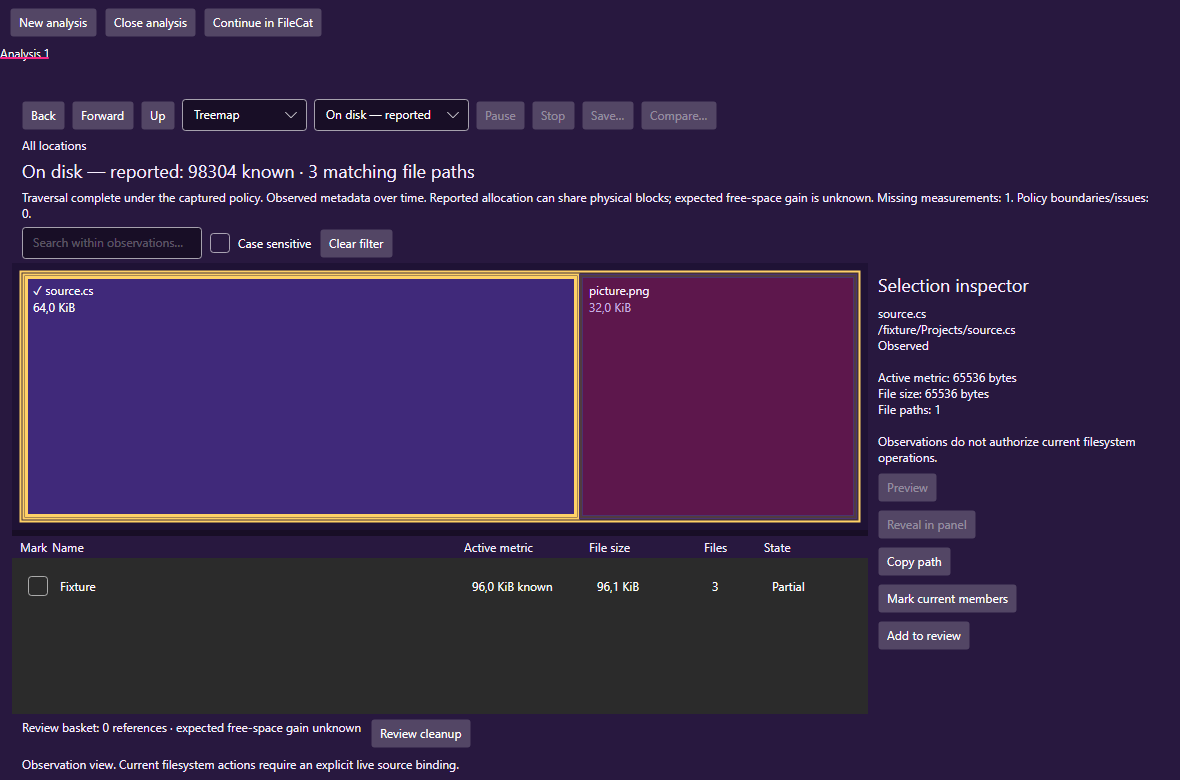 New analysis Close analysis Continue in FileCat
Analysis 1
Back Forward Up Treemap On disk — reported Pause Stop Save... Compare...
All locations
On disk — reported: 98304 known · 3 matching file paths
Traversal complete under the captured policy. Observed metadata over time. Reported allocation can share physical blocks; expected free-space gain is unknown. Missing measurements: 1. Policy boundaries/issues:
0.
Search within observations... Case sensitive Clear filter
✓ source.cs
64,0 KiB
picture.png
32,0 KiB
Selection inspector
source.cs
/fixture/Projects/source.cs
Observed
Active metric: 65536 bytes
File size: 65536 bytes
File paths: 1
Observations do not authorize current filesystem
operations.
Preview
Reveal in panel
Copy path
Mark current members
Add to review
Mark Name Active metric File size Files State
Fixture 96,0 KiB known 96,1 KiB 3 Partial
Review basket: 0 references · expected free-space gain unknown Review cleanup
Observation view. Current filesystem actions require an explicit live source binding.